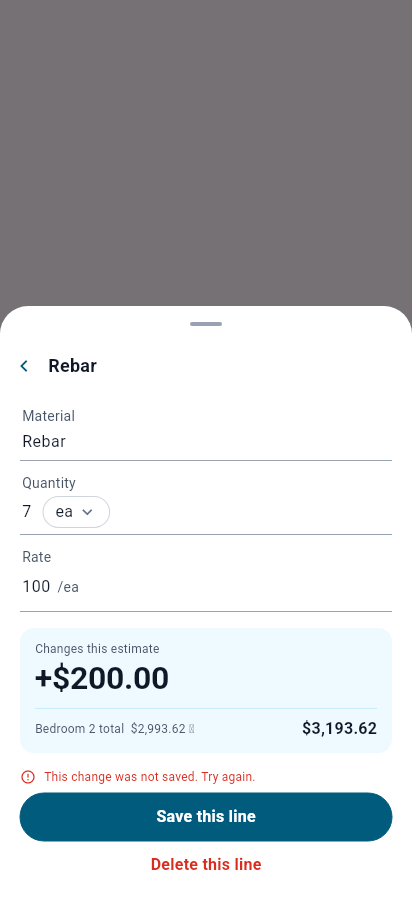 Rebar
Material
Rebar
Quantity
7 ea
Rate
100 /ea
Changes this estimate
+$200.00
Bedroom 2 total $2,993.62
$3,193.62
This change was not saved. Try again.
Save this line
Delete this line